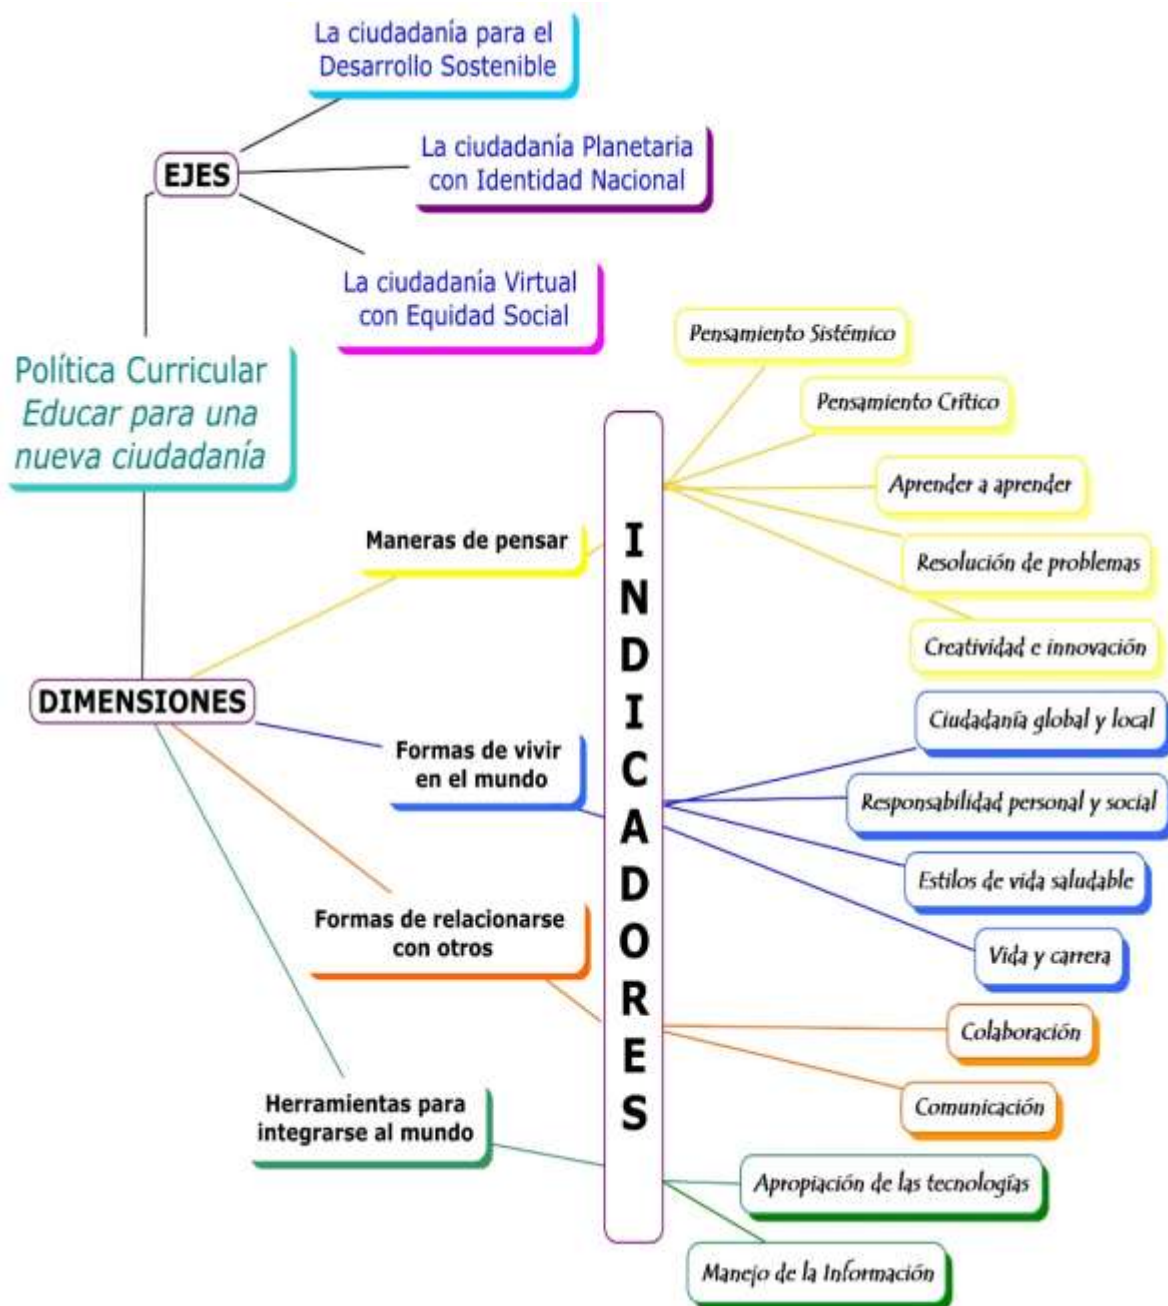 La ciudadanía para el
Desarrollo Sostenible
EJES
La ciudadanía Planetaria
con Identidad Nacional
La ciudadanía Virtual
con Equidad Social
Política Curricular
Educar para una
nueva ciudadanía
DIMENSIONES
Maneras de pensar
Formas de vivir
en el mundo
Formas de relacionarse
con otros
Herramientas para
integrarse al mundo
INDICADORES
Pensamiento Sistémico
Pensamiento Crítico
Aprender a aprender
Resolución de problemas
Creatividad e innovación
Ciudadanía global y local
Responsabilidad personal y social
Estilos de vida saludable
Vida y carrera
Colaboración
Comunicación
Apropiación de las tecnologías
Manejo de la Información